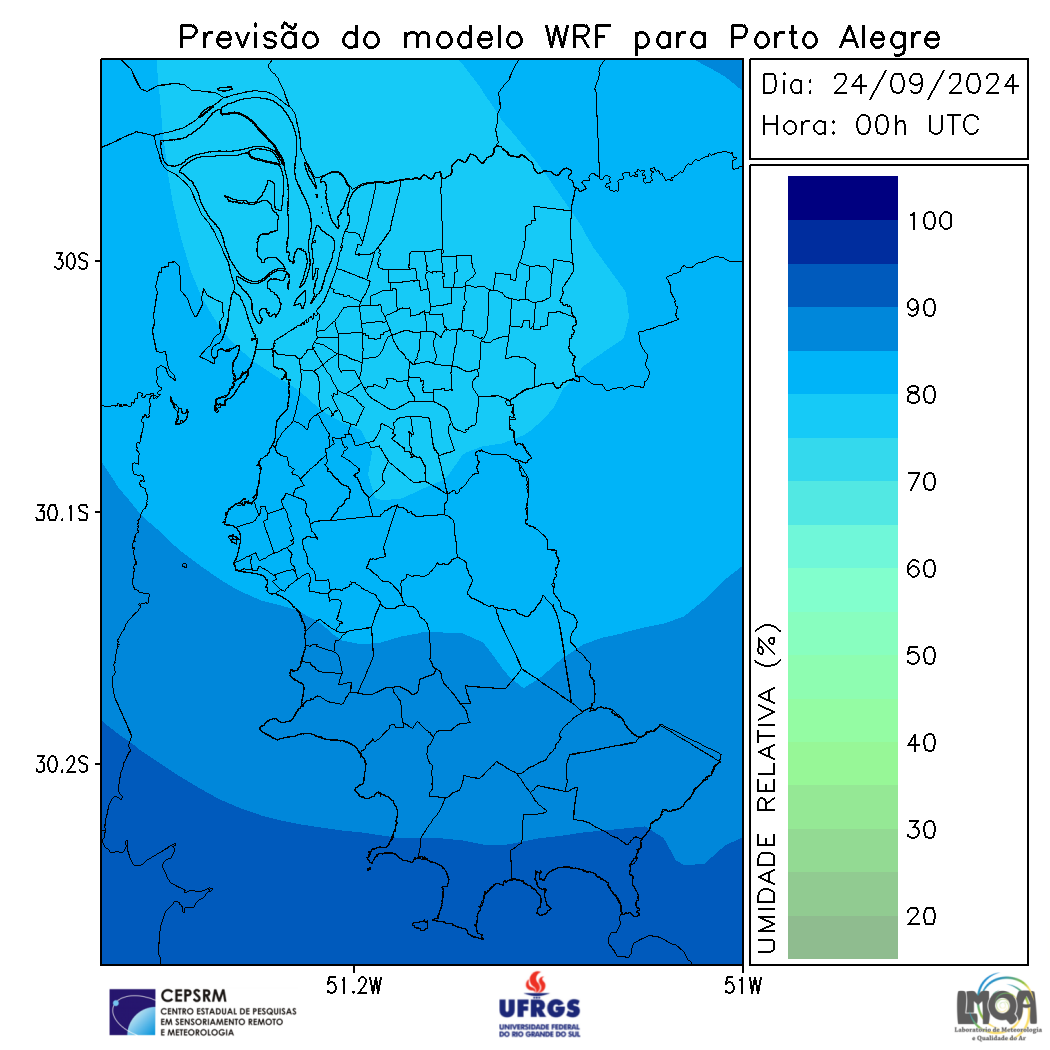 Previsão do modelo WRF para Porto Alegre
Dia: 24/09/2024
Hora: 00h UTC
30S
30.1S
30.2S
51.2W
51W
100
90
80
70
60
50
40
30
20
UMIDADE RELATIVA (%)
CEPSRM
CENTRO ESTADUAL DE PESQUISAS
EM SENSORIAMENTO REMOTO
E METEOROLOGIA
UFRGS
UNIVERSIDADE FEDERAL
DO RIO GRANDE DO SUL
LMQA
Laboratório de Meteorologia
e Qualidade do Ar